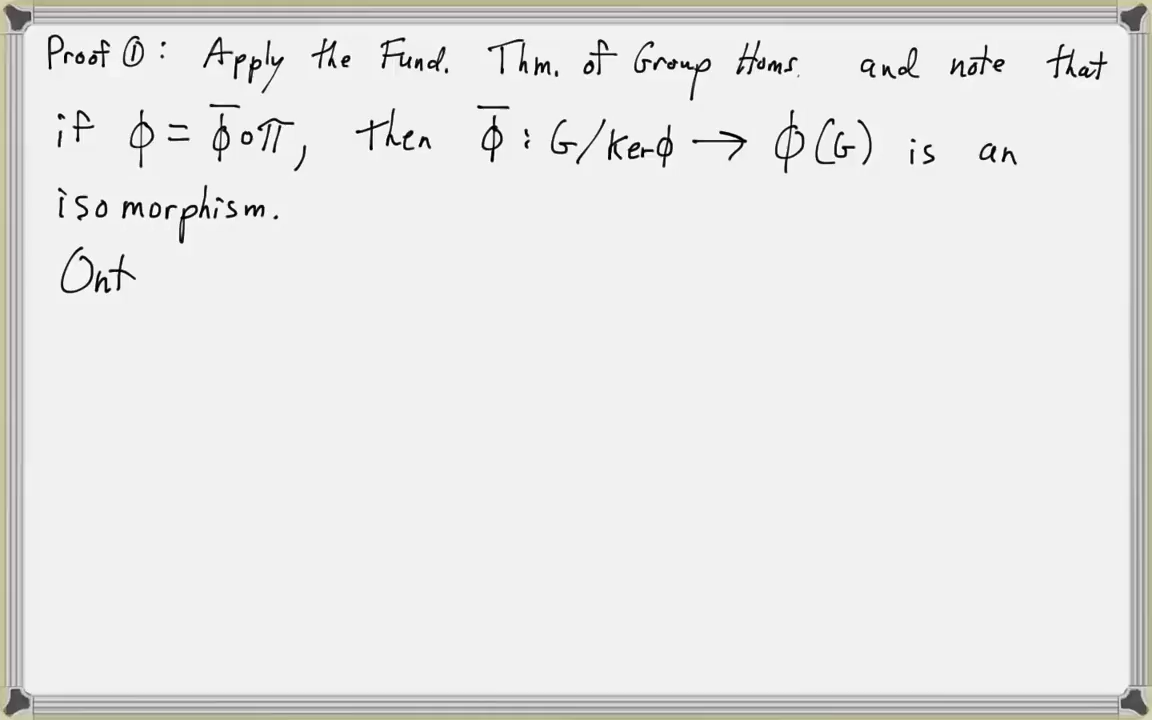 Proof ①: Apply the Fund. Thm. of Group Homs. and note that
if ϕ = ϕ̄∘π, then ϕ̄ : G/kerϕ → ϕ(G) is an
isomorphism.
Ont